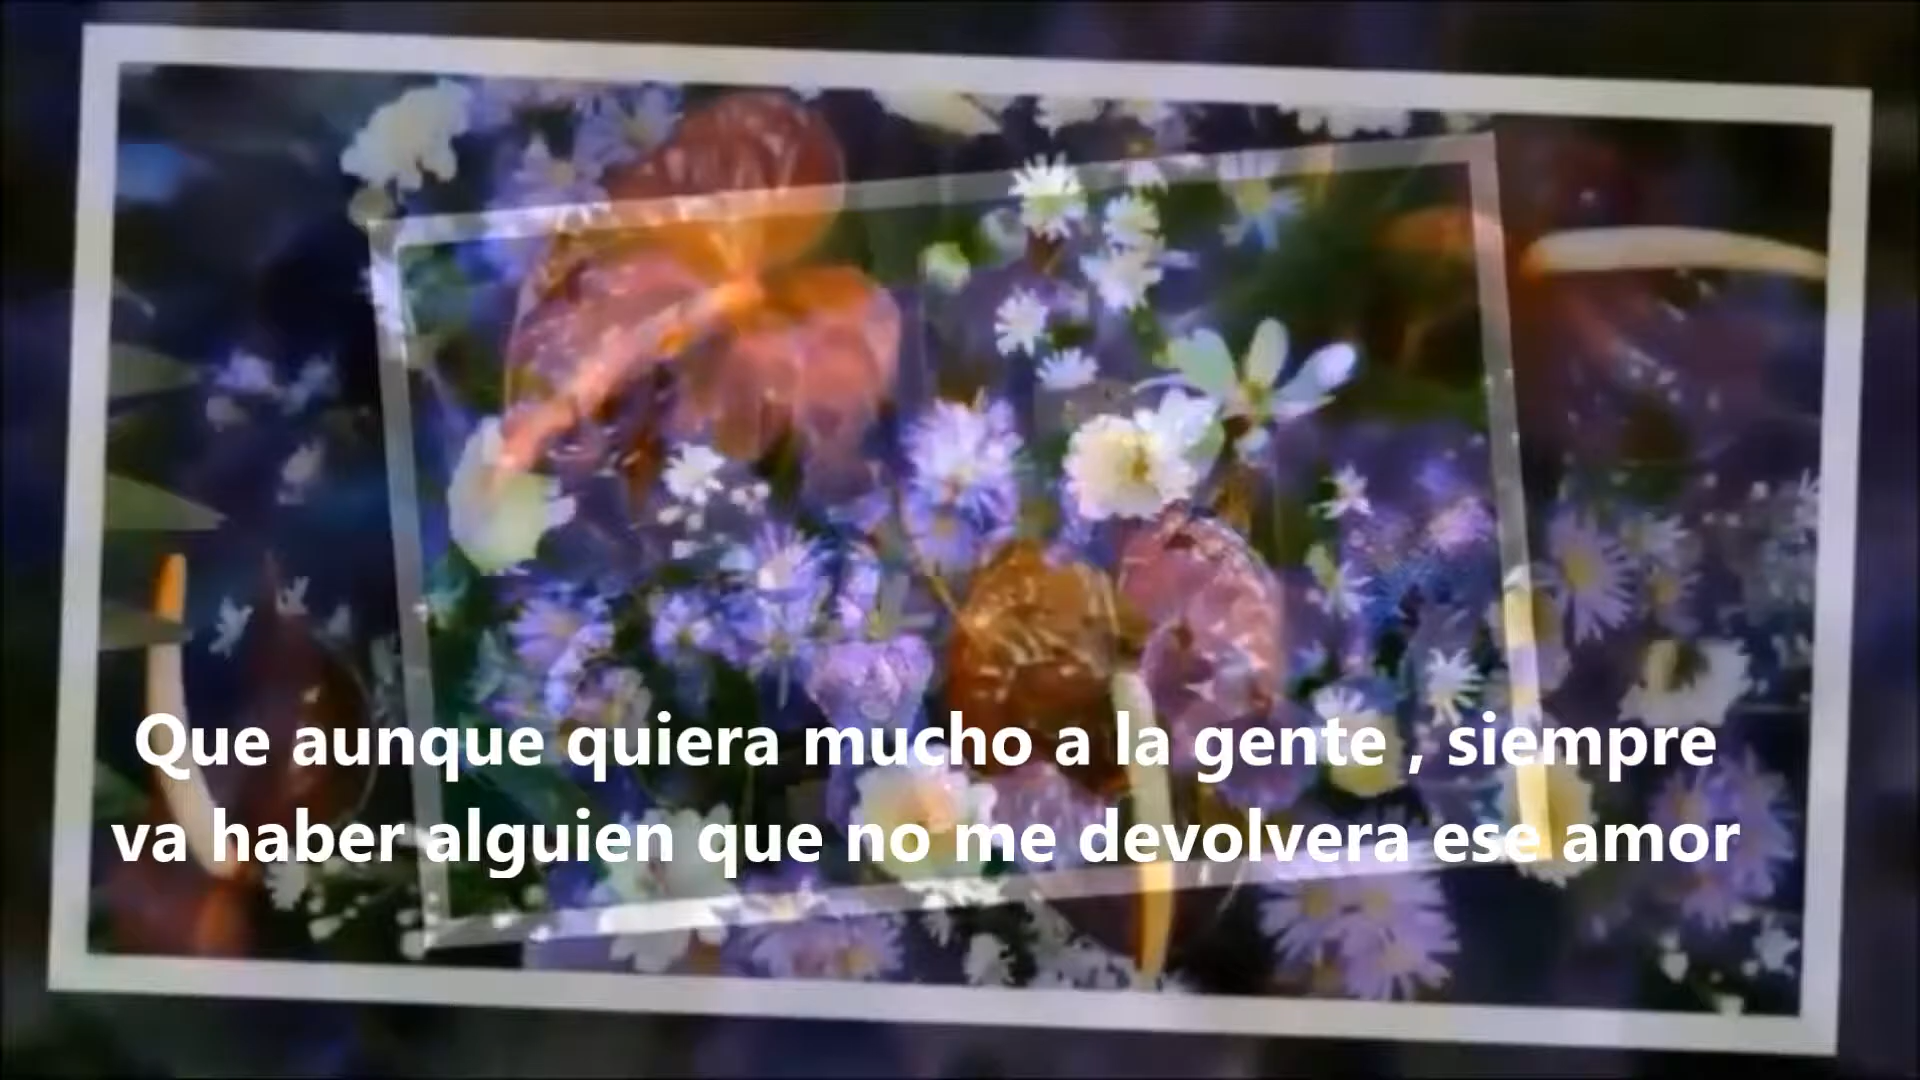 Que aunque quiera mucho a la gente , siempre
va haber alguien que no me devolvera ese amor